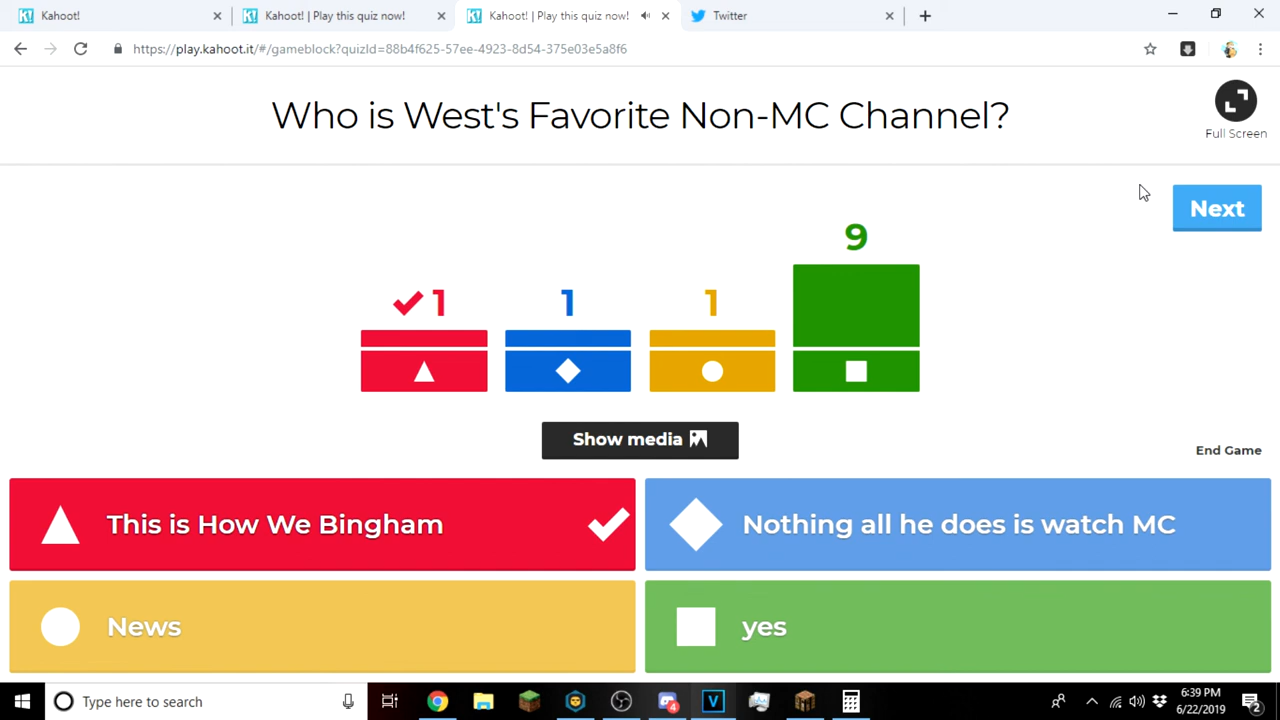 Kahoot!
Kahoot! | Play this quiz now!
Kahoot! | Play this quiz now!
Twitter
https://play.kahoot.it/#/gameblock?quizId=88b4f625-57ee-4923-8d54-375e03e5a8f6
Who is West's Favorite Non-MC Channel?
Full Screen
Next
1
1
1
9
Show media
End Game
This is How We Bingham
Nothing all he does is watch MC
News
yes
Type here to search
4
V
6:39 PM
6/22/2019
2